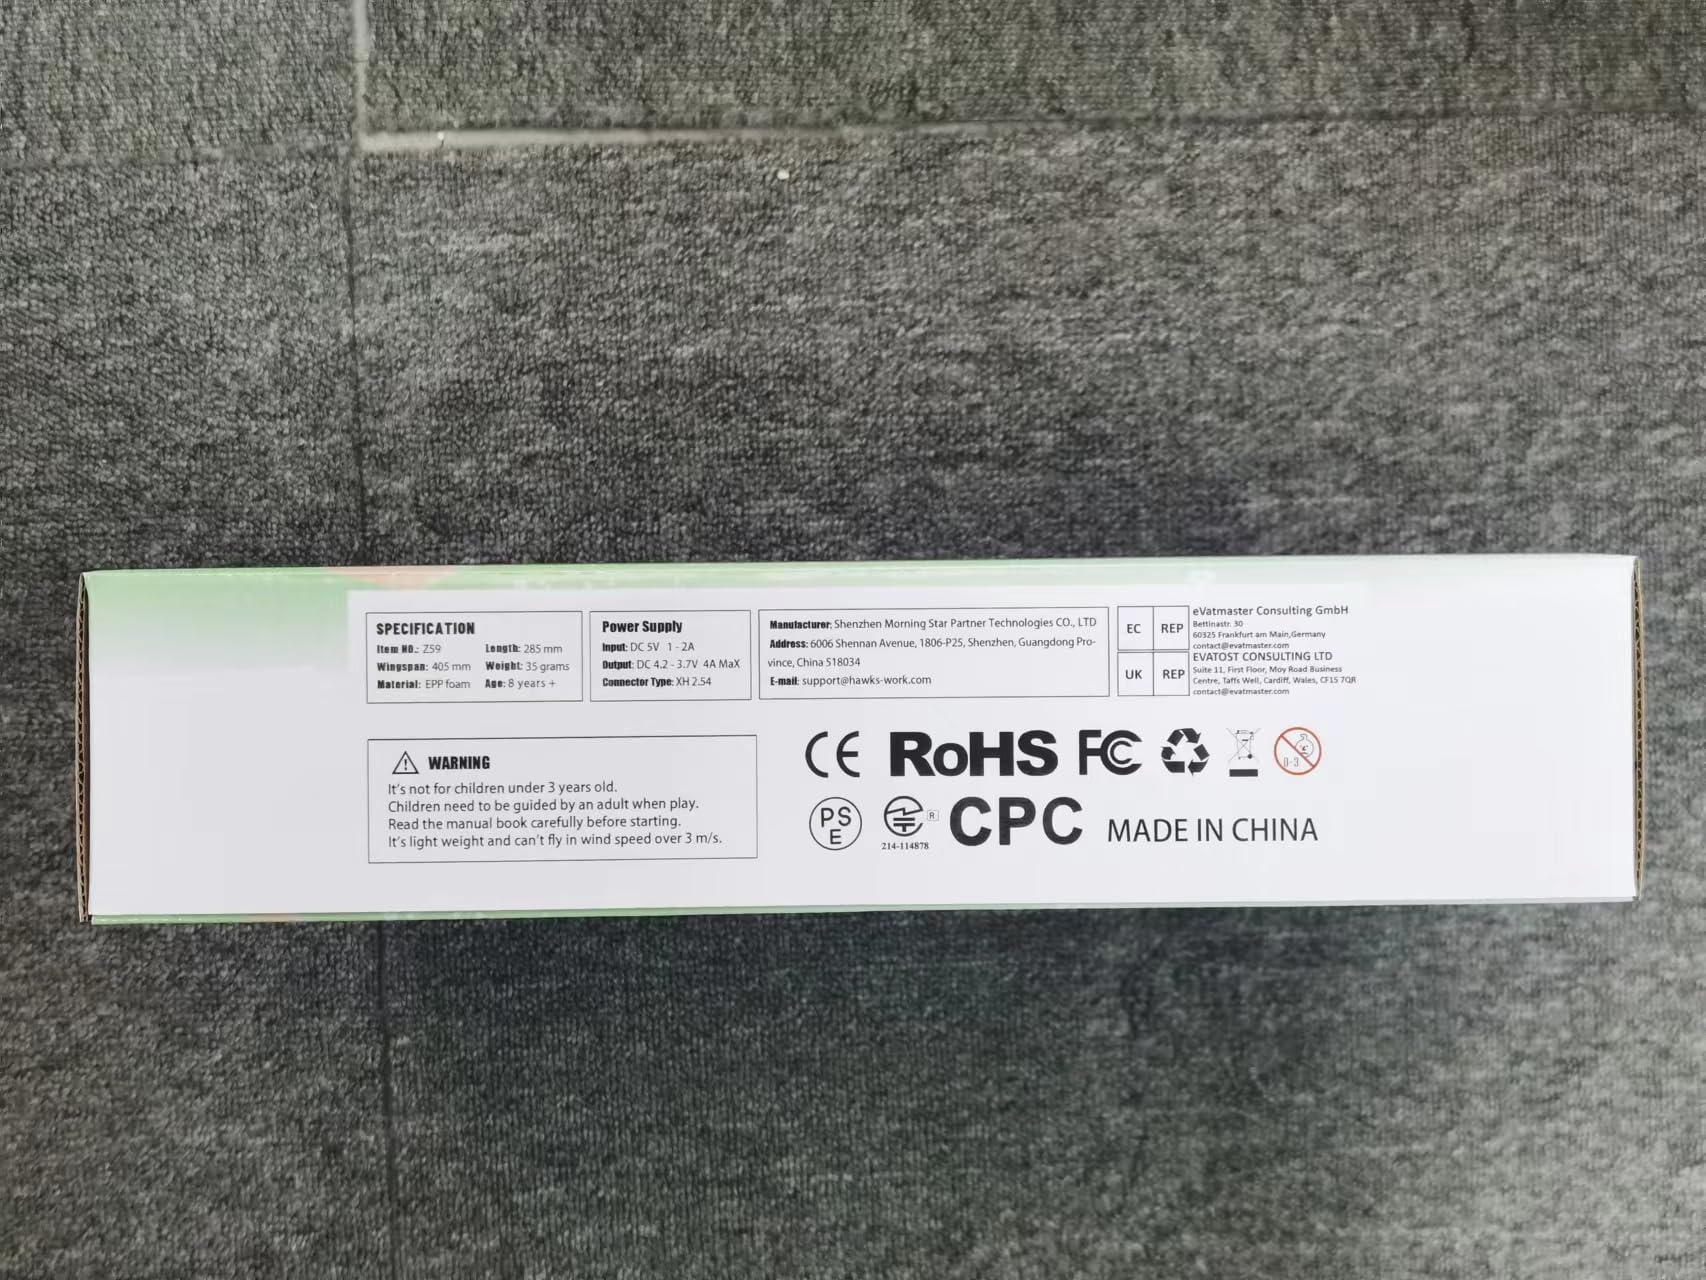 SPECIFICATION
Item NO.: Z59 Length: 285 mm
Wingspan: 405 mm Weight: 35 grams
Material: EPP foam Age: 8 years +
Power Supply
Input: DC 5V 1 - 2A
Output: DC 4.2 - 3.7V 4A MaX
Connector Type: XH 2.54
Manufacturer: Shenzhen Morning Star Partner Technologies CO., LTD
Address: 6006 Shennan Avenue, 1806-P25, Shenzhen, Guangdong Pro-
vince, China 518034
E-mail: support@hawks-work.com
EC REP
eVatmaster Consulting GmbH
Bettinastr. 30
60325 Frankfurt am Main,Germany
contact@evatmaster.com
UK REP
EVATOST CONSULTING LTD
Suite 11, First Floor, Moy Road Business
Centre, Taffs Well, Cardiff, Wales, CF15 7QR
contact@evatmaster.com
WARNING
It's not for children under 3 years old.
Children need to be guided by an adult when play.
Read the manual book carefully before starting.
It's light weight and can't fly in wind speed over 3 m/s.
CE RoHS FC 0-3
PS
E
R
214-114878
CPC MADE IN CHINA